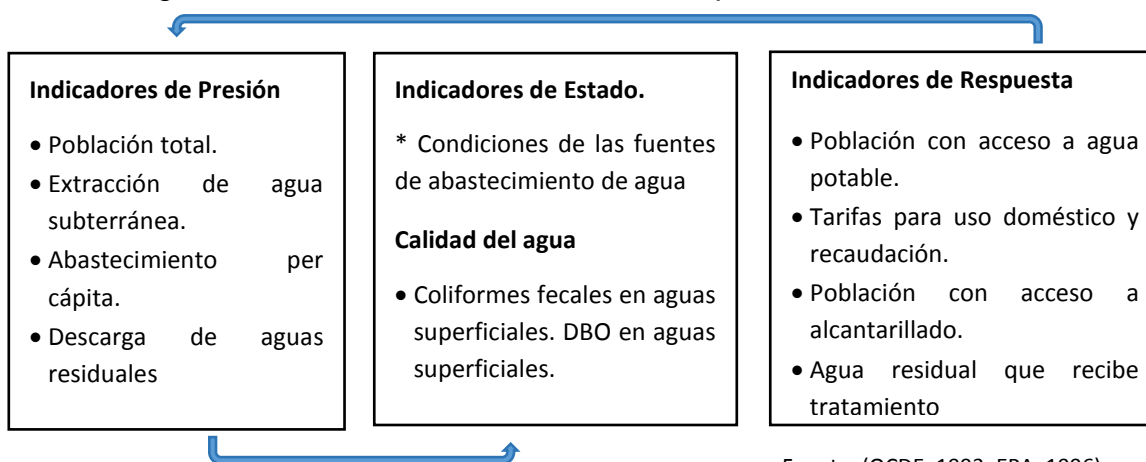 Indicadores de Presión
• Población total.
• Extracción de agua
subterránea.
• Abastecimiento per
cápita.
• Descarga de aguas
residuales
Indicadores de Estado.
* Condiciones de las fuentes
de abastecimiento de agua
Calidad del agua
• Coliformes fecales en aguas
superficiales. DBO en aguas
superficiales.
Indicadores de Respuesta
• Población con acceso a agua
potable.
• Tarifas para uso doméstico y
recaudación.
• Población con acceso a
alcantarillado.
• Agua residual que recibe
tratamiento